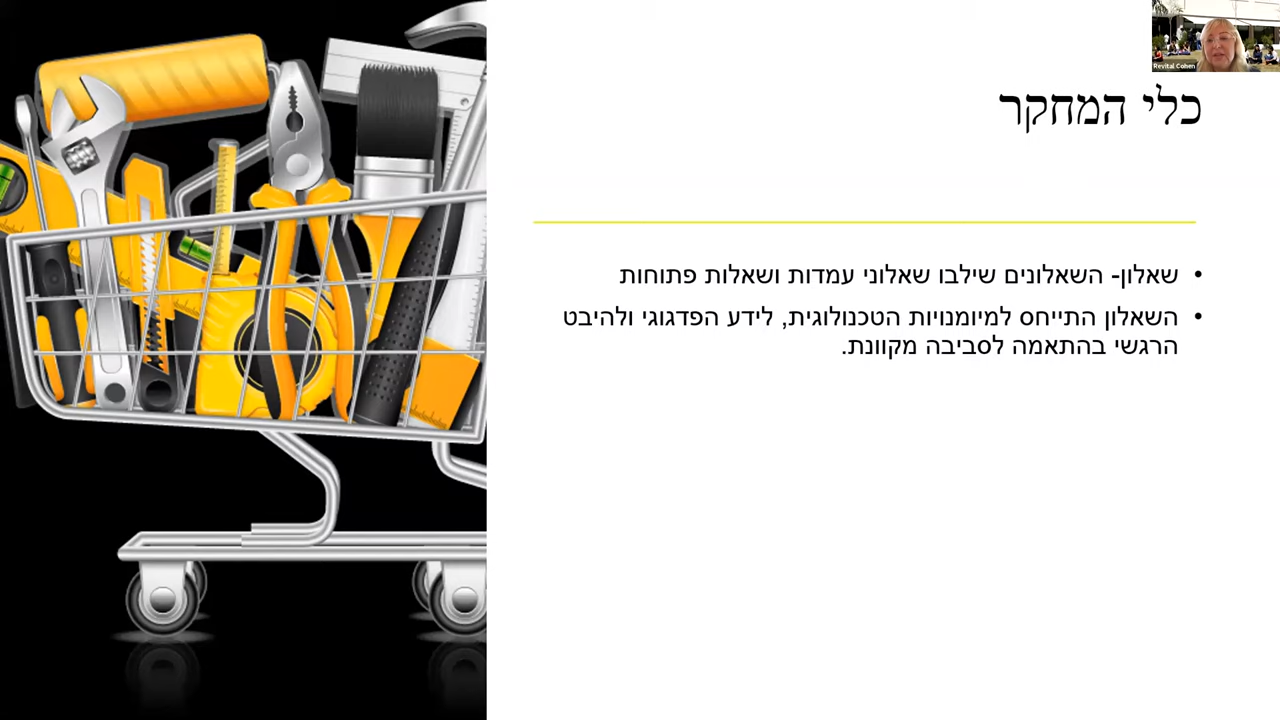 Revital Cohen
כלי המחקר
• שאלון- השאלונים שילבו שאלוני עמדות ושאלות פתוחות
• השאלון התייחס למיומנויות הטכנולוגית, לידע הפדגוגי ולהיבט
הרגשי בהתאמה לסביבה מקוונת.